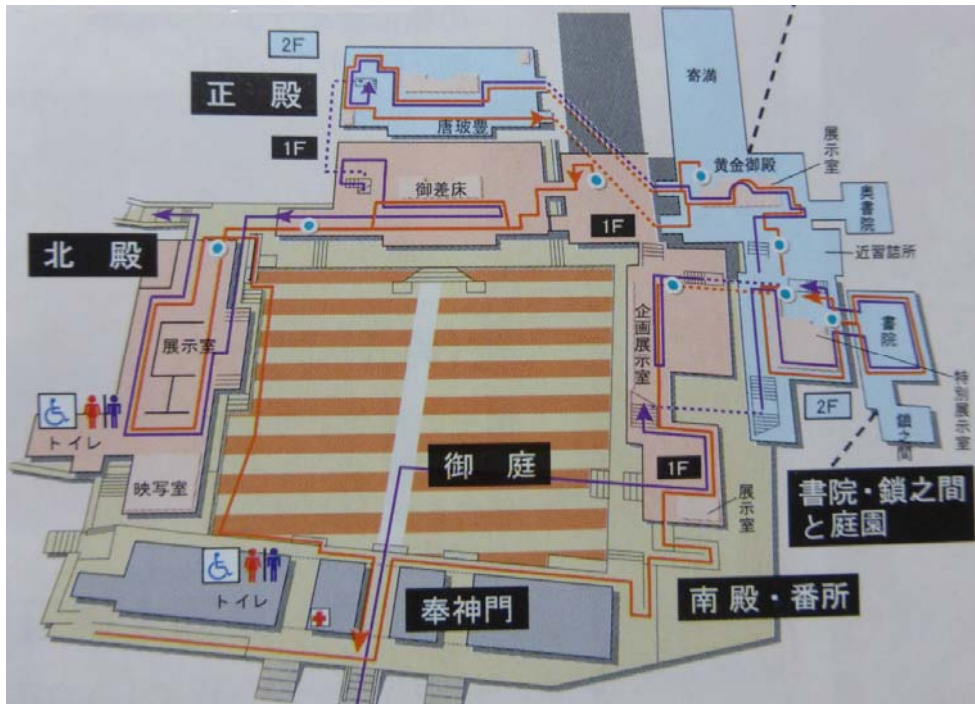 2F
正殿
唐玻豊
1F
御差床
寄満
黄金御殿
展示室
奥書院
近習詰所
1F
北殿
展示室
企画展示室
書院
特別展示室
2F
鎖之間
トイレ
映写室
御庭
1F
展示室
書院・鎖之間
と庭園
トイレ
奉神門
南殿・番所